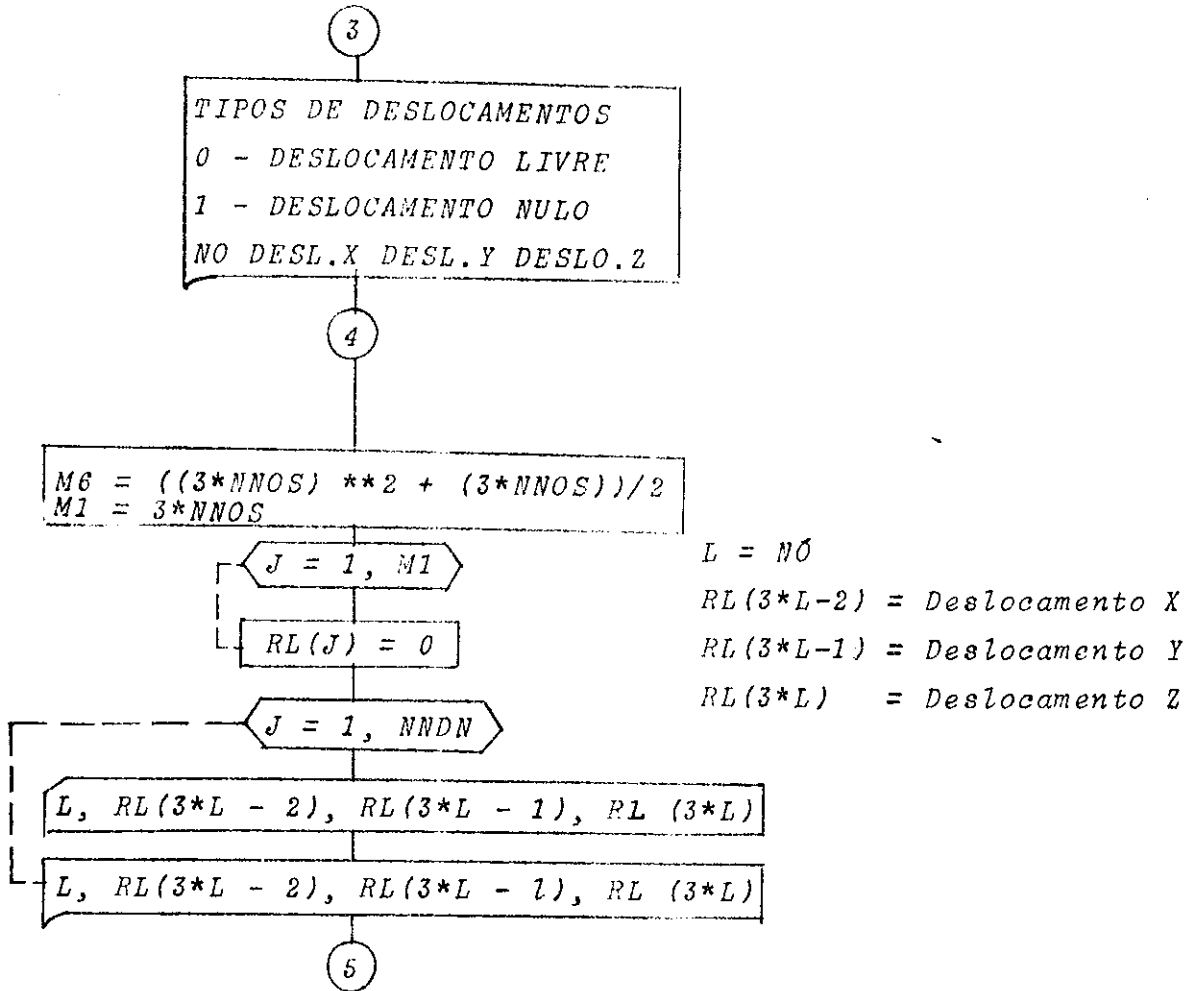 3
TIPOS DE DESLOCAMENTOS
0 - DESLOCAMENTO LIVRE
1 - DESLOCAMENTO NULO
NO DESL.X DESL.Y DESLO.Z
4
M6 = ((3*NNOS) **2 + (3*NNOS))/2
M1 = 3*NNOS
J = 1, M1
RL(J) = 0
L = NÓ
RL(3*L-2) = Deslocamento X
RL(3*L-1) = Deslocamento Y
RL(3*L) = Deslocamento Z
J = 1, NNDN
L, RL(3*L - 2), RL(3*L - 1), RL (3*L)
L, RL(3*L - 2), RL(3*L - l), RL (3*L)
5